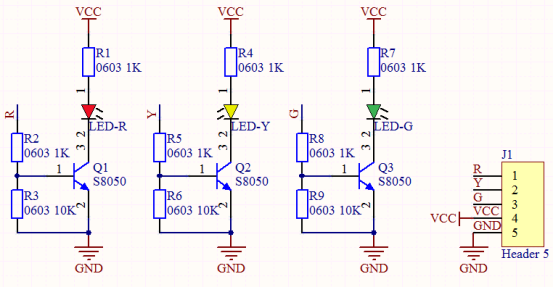 VCC
VCC
VCC
R1
0603 1K
R4
0603 1K
R7
0603 1K
1
1
1
R
Y
G
LED-R
LED-Y
LED-G
2
2
2
R2
0603 1K
R5
0603 1K
R8
0603 1K
3
3
3
1
Q1
S8050
1
Q2
S8050
1
Q3
S8050
R3
0603 10K
R6
0603 10K
R9
0603 10K
2
2
2
GND
GND
GND
J1
R 1
Y 2
G 3
VCC VCC 4
GND 5
GND
Header 5